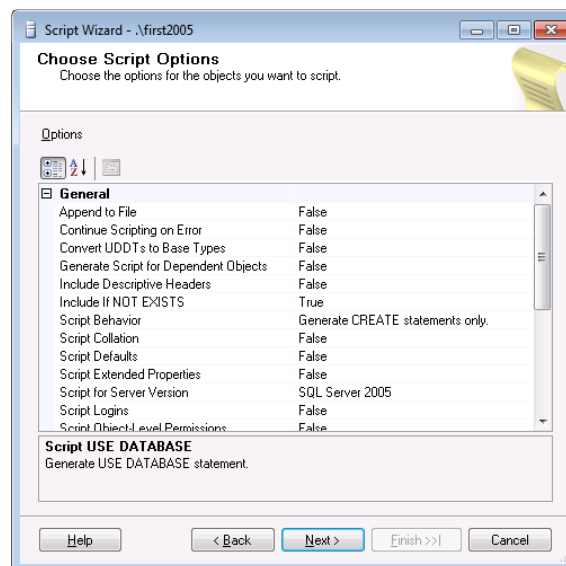 Script Wizard - .\first2005
Choose Script Options
Choose the options for the objects you want to script.
Options
General
Append to File False
Continue Scripting on Error False
Convert UDDTs to Base Types False
Generate Script for Dependent Objects False
Include Descriptive Headers False
Include If NOT EXISTS True
Script Behavior Generate CREATE statements only.
Script Collation False
Script Defaults False
Script Extended Properties False
Script for Server Version SQL Server 2005
Script Logins False
Script Object-Level Permissions False
Script USE DATABASE
Generate USE DATABASE statement.
Help < Back Next > Finish >>| Cancel